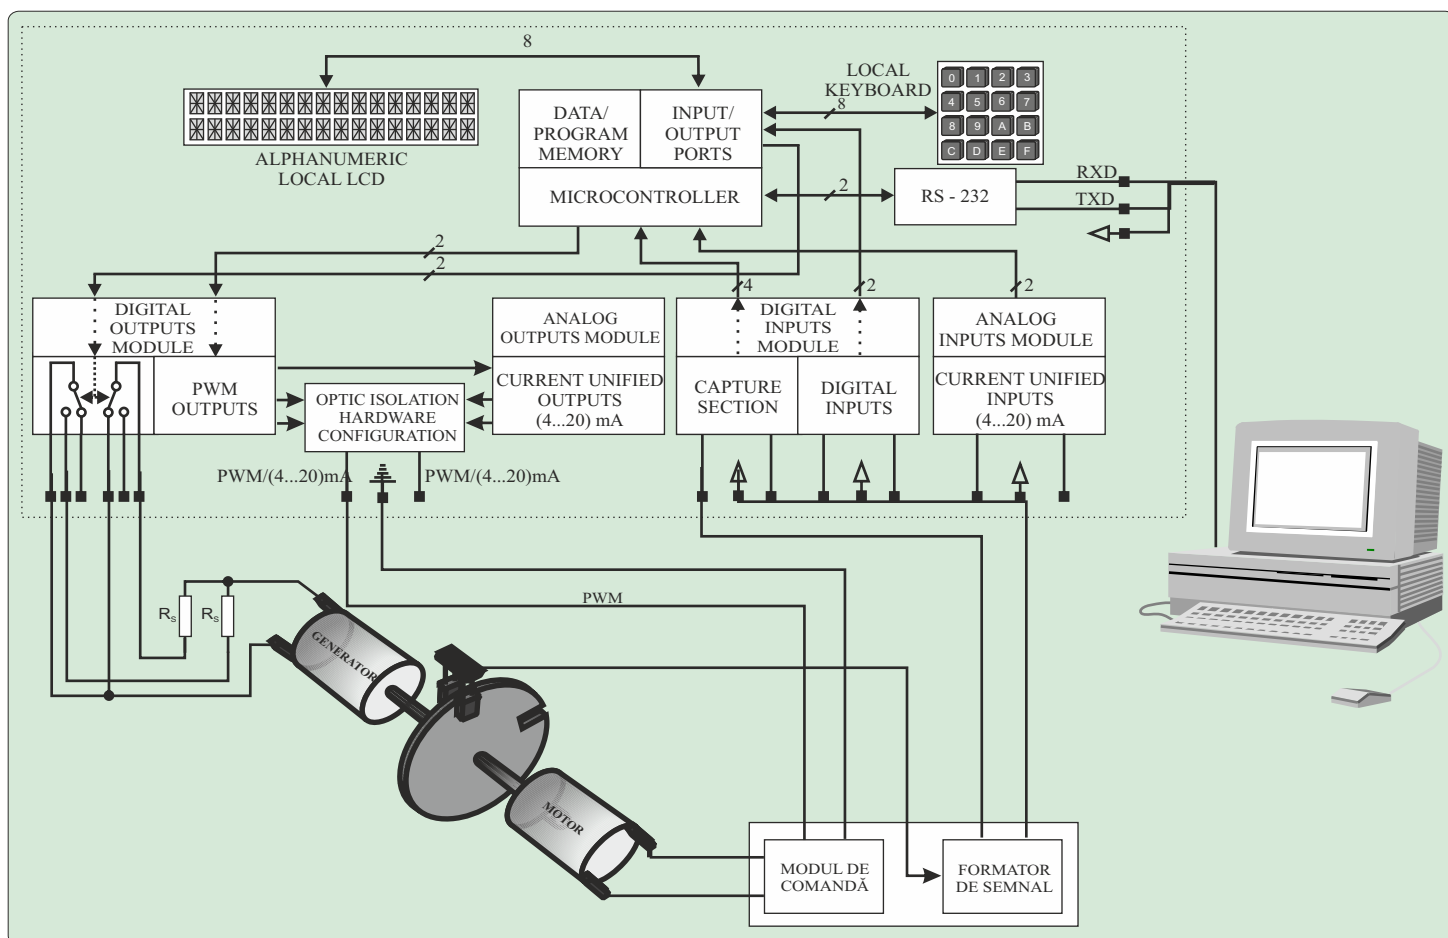 8
LOCAL
KEYBOARD
0 1 2 3
4 5 6 7
8 9 A B
C D E F
DATA/
PROGRAM
MEMORY
INPUT/
OUTPUT
PORTS
8
ALPHANUMERIC
LOCAL LCD
MICROCONTROLLER
2
RS - 232
RXD
TXD
2
2
4
2
2
DIGITAL
OUTPUTS
MODULE
PWM
OUTPUTS
ANALOG
OUTPUTS MODULE
CURRENT UNIFIED
OUTPUTS
(4...20) mA
OPTIC ISOLATION
HARDWARE
CONFIGURATION
DIGITAL
INPUTS
MODULE
CAPTURE
SECTION
DIGITAL
INPUTS
ANALOG
INPUTS MODULE
CURRENT UNIFIED
INPUTS
(4...20) mA
PWM/(4...20)mA
PWM/(4...20)mA
PWM
Rs
Rs
GENERATOR
MOTOR
MODUL DE
COMANDĂ
FORMATOR
DE SEMNAL